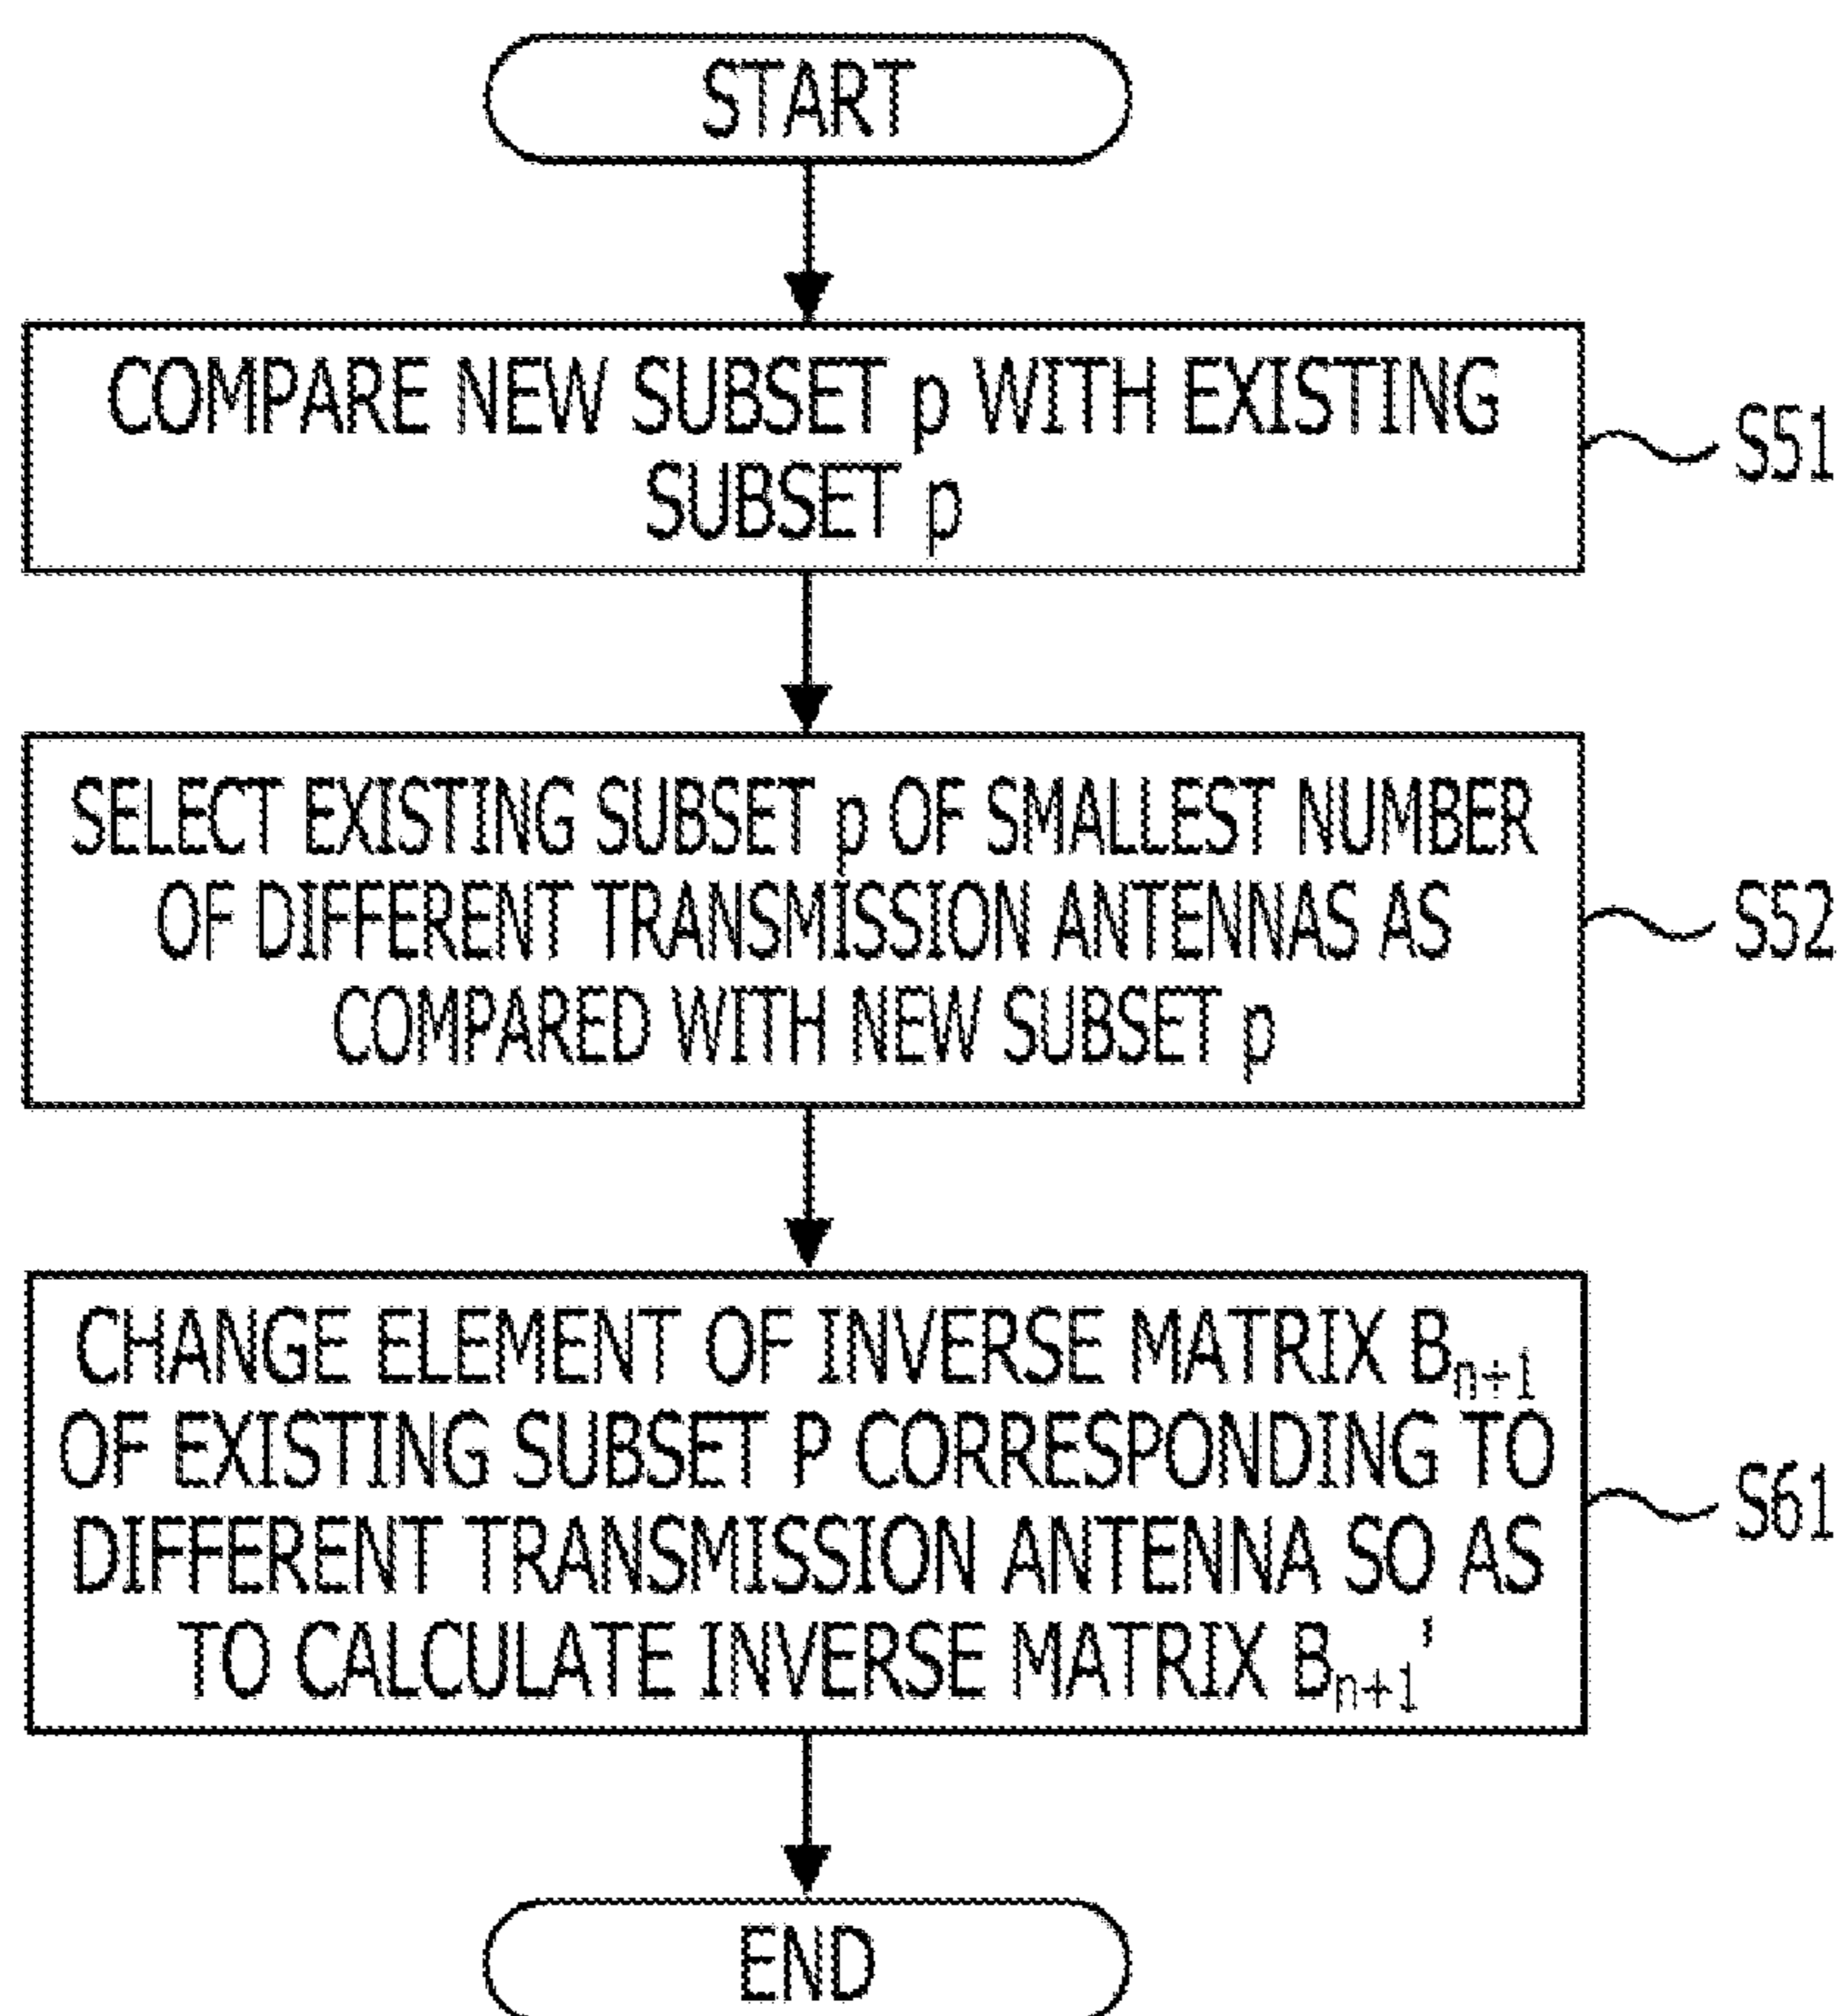 START
COMPARE NEW SUBSET p WITH EXISTING
SUBSET p
S51
SELECT EXISTING SUBSET p OF SMALLEST NUMBER
OF DIFFERENT TRANSMISSION ANTENNAS AS
COMPARED WITH NEW SUBSET p
S52
CHANGE ELEMENT OF INVERSE MATRIX Bn+1
OF EXISTING SUBSET P CORRESPONDING TO
DIFFERENT TRANSMISSION ANTENNA SO AS
TO CALCULATE INVERSE MATRIX Bn+1'
S61
END